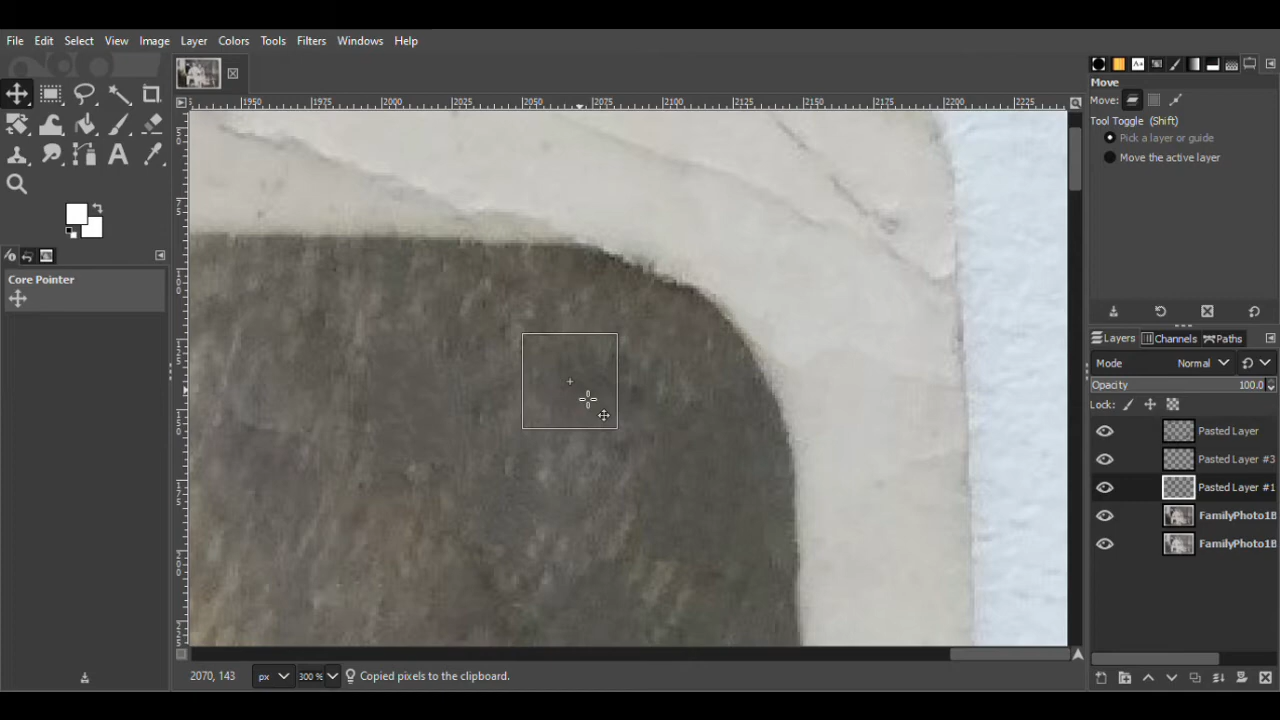 File Edit Select View Image Layer Colors Tools Filters Windows Help
1950 1975 2000 2025 2050 2075 2100 2125 2150 2175 2200 2225
Move
Move:
Tool Toggle (Shift)
Pick a layer or guide
Move the active layer
Core Pointer
Layers Channels Paths
Mode Normal
Opacity 100.0
Lock:
Pasted Layer
Pasted Layer #3
Pasted Layer #1
FamilyPhoto1B
FamilyPhoto1B
2070, 143 px 300 % Copied pixels to the clipboard.